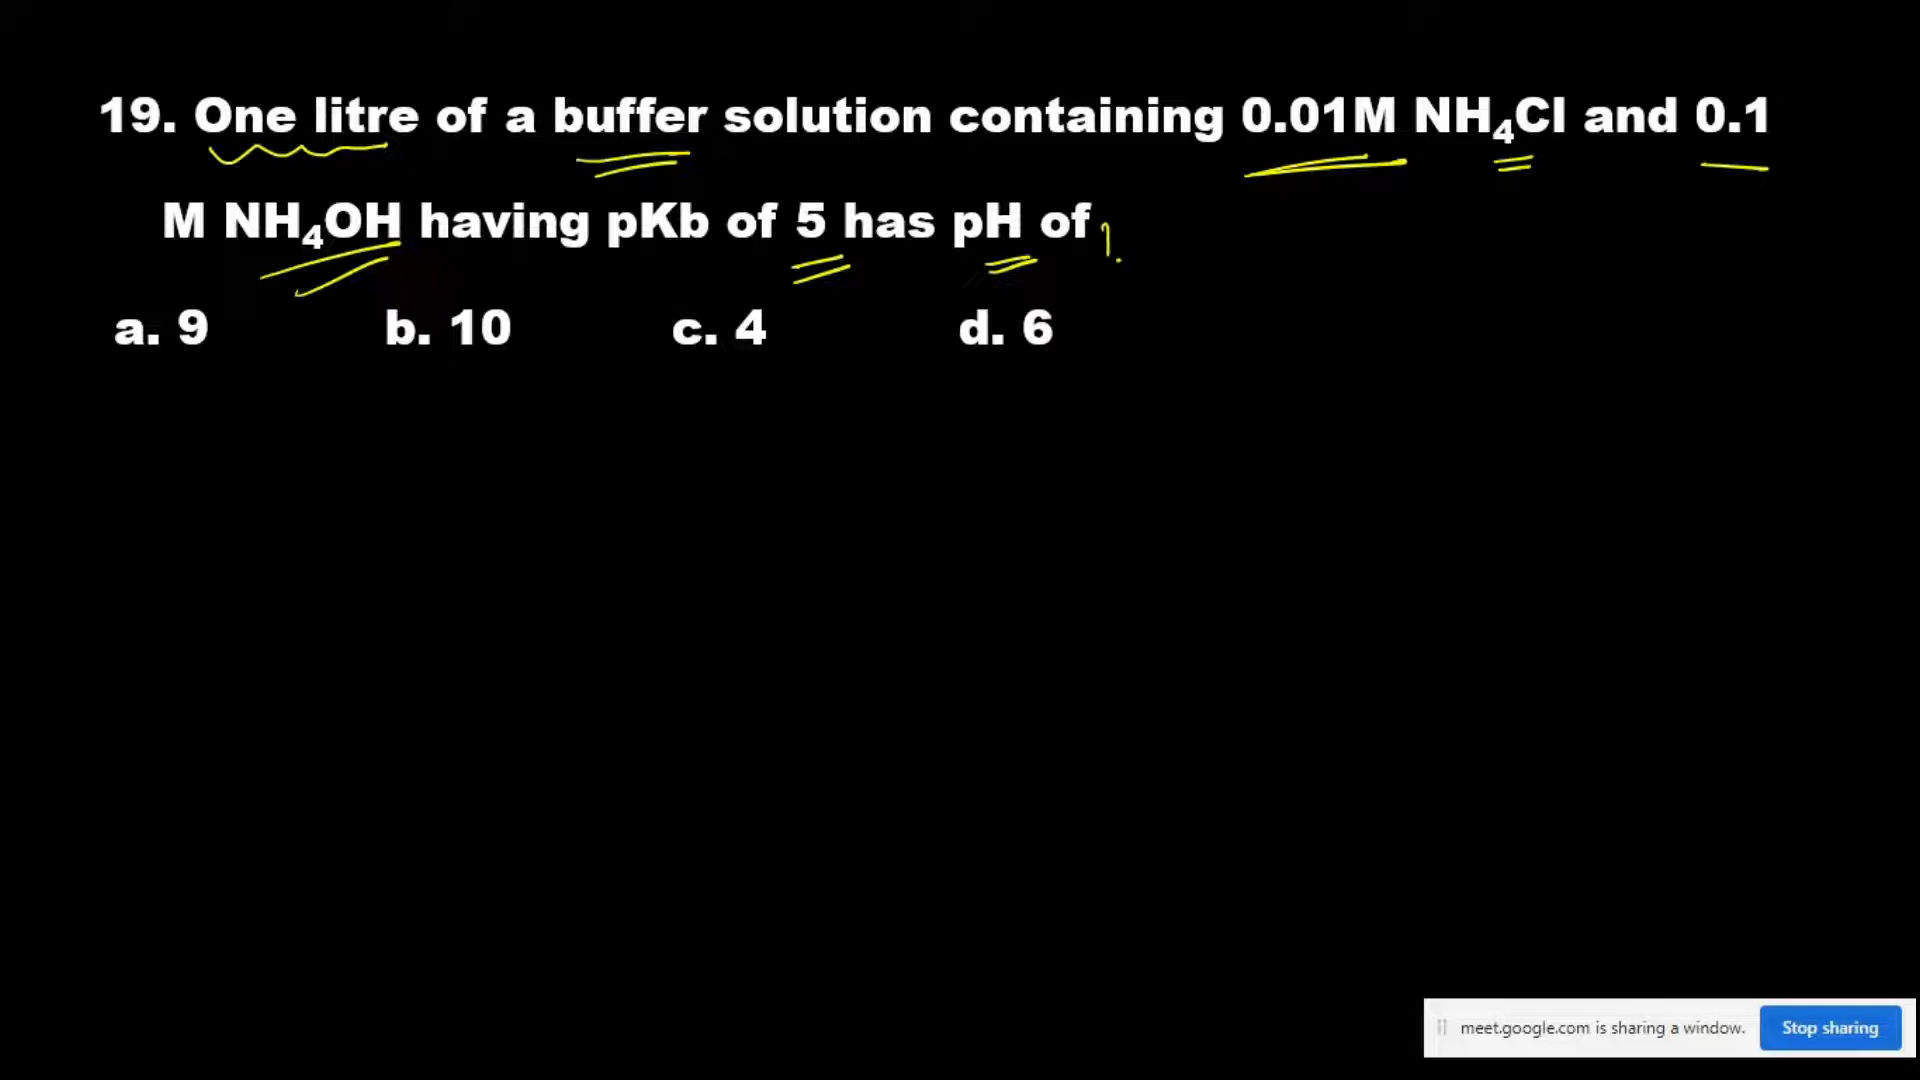 19. One litre of a buffer solution containing 0.01M NH₄Cl and 0.1
M NH₄OH having pKb of 5 has pH of ?
a. 9 b. 10 c. 4 d. 6
meet.google.com is sharing a window. Stop sharing